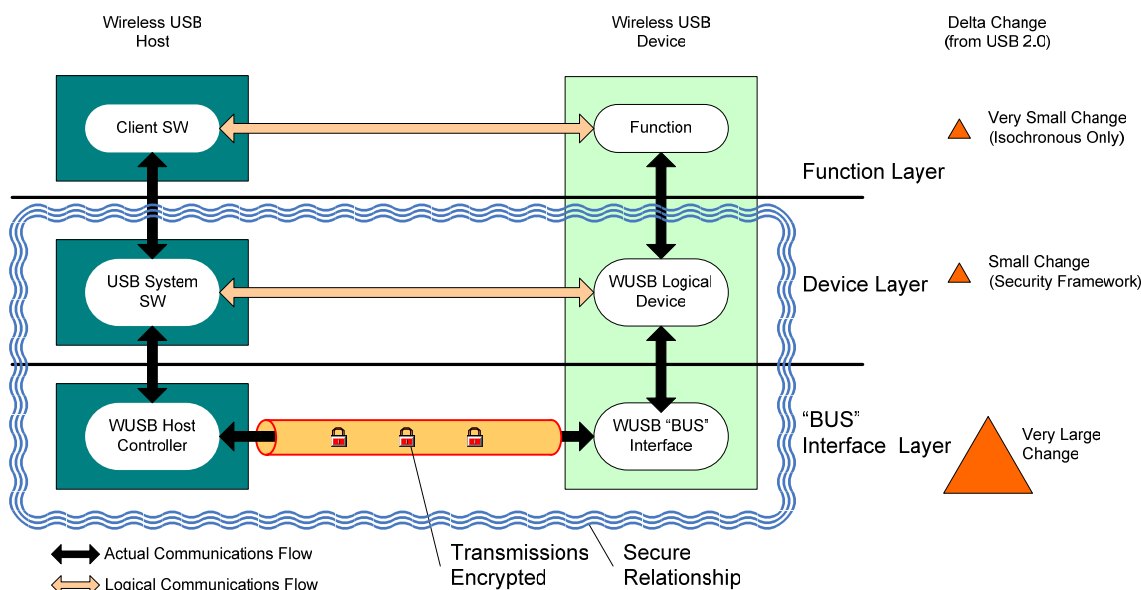 Wireless USB
Host
Wireless USB
Device
Delta Change
(from USB 2.0)
Client SW
Function
Very Small Change
(Isochronous Only)
Function Layer
USB System
SW
WUSB Logical
Device
Device Layer
Small Change
(Security Framework)
WUSB Host
Controller
WUSB “BUS”
Interface
“BUS”
Interface Layer
Very Large
Change
Actual Communications Flow
Logical Communications Flow
Transmissions
Encrypted
Secure
Relationship